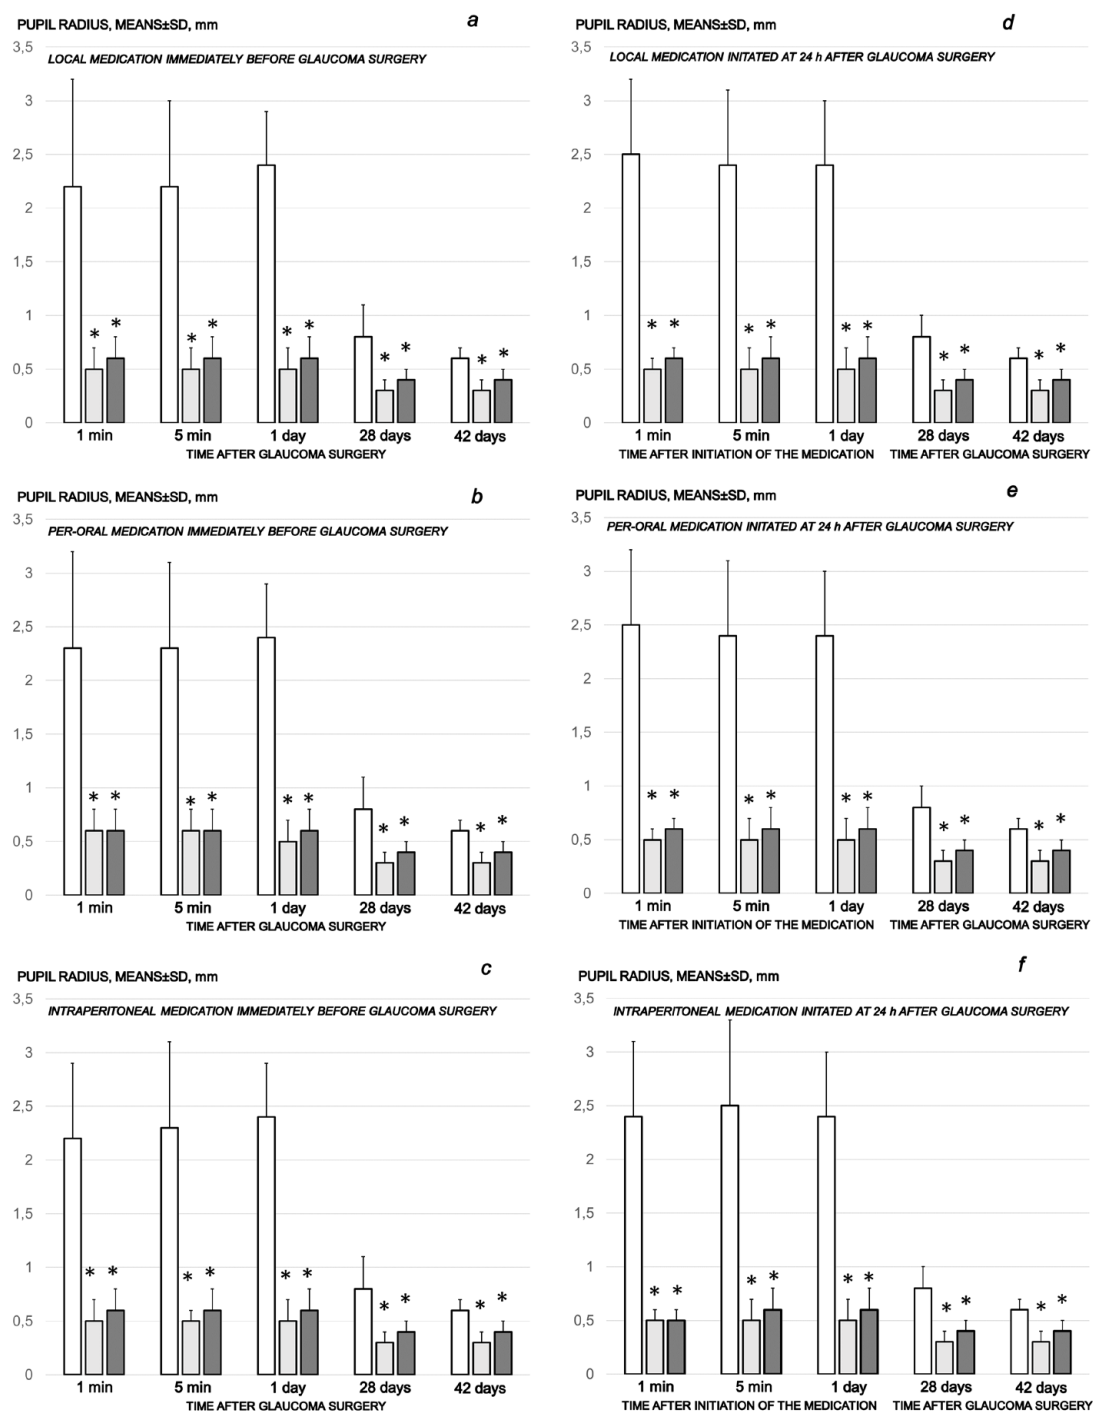 PUPIL RADIUS, MEANS±SD, mm
a
3,5
LOCAL MEDICATION IMMEDIATELY BEFORE GLAUCOMA SURGERY
3
2,5
2
1,5
1
* * * * * * * * * *
0,5
0
1 min 5 min 1 day 28 days 42 days
TIME AFTER GLAUCOMA SURGERY
PUPIL RADIUS, MEANS±SD, mm
b
3,5
PER-ORAL MEDICATION IMMEDIATELY BEFORE GLAUCOMA SURGERY
3
2,5
2
1,5
1
* * * * * * * * * *
0,5
0
1 min 5 min 1 day 28 days 42 days
TIME AFTER GLAUCOMA SURGERY
PUPIL RADIUS, MEANS±SD, mm
c
3,5
INTRAPERITONEAL MEDICATION IMMEDIATELY BEFORE GLAUCOMA SURGERY
3
2,5
2
1,5
1
* * * * * * * * * *
0,5
0
1 min 5 min 1 day 28 days 42 days
TIME AFTER GLAUCOMA SURGERY
PUPIL RADIUS, MEANS±SD, mm
d
3,5
LOCAL MEDICATION INITATED AT 24 h AFTER GLAUCOMA SURGERY
3
2,5
2
1,5
1
* * * * * * * * * *
0,5
0
1 min 5 min 1 day 28 days 42 days
TIME AFTER INITIATION OF THE MEDICATION TIME AFTER GLAUCOMA SURGERY
PUPIL RADIUS, MEANS±SD, mm
e
3,5
PER-ORAL MEDICATION INITATED AT 24 h AFTER GLAUCOMA SURGERY
3
2,5
2
1,5
1
* * * * * * * * * *
0,5
0
1 min 5 min 1 day 28 days 42 days
TIME AFTER INITIATION OF THE MEDICATION TIME AFTER GLAUCOMA SURGERY
PUPIL RADIUS, MEANS±SD, mm
f
3,5
INTRAPERITONEAL MEDICATION INITATED AT 24 h AFTER GLAUCOMA SURGERY
3
2,5
2
1,5
1
* * * * * * * * * *
0,5
0
1 min 5 min 1 day 28 days 42 days
TIME AFTER INITIATION OF THE MEDICATION TIME AFTER GLAUCOMA SURGERY